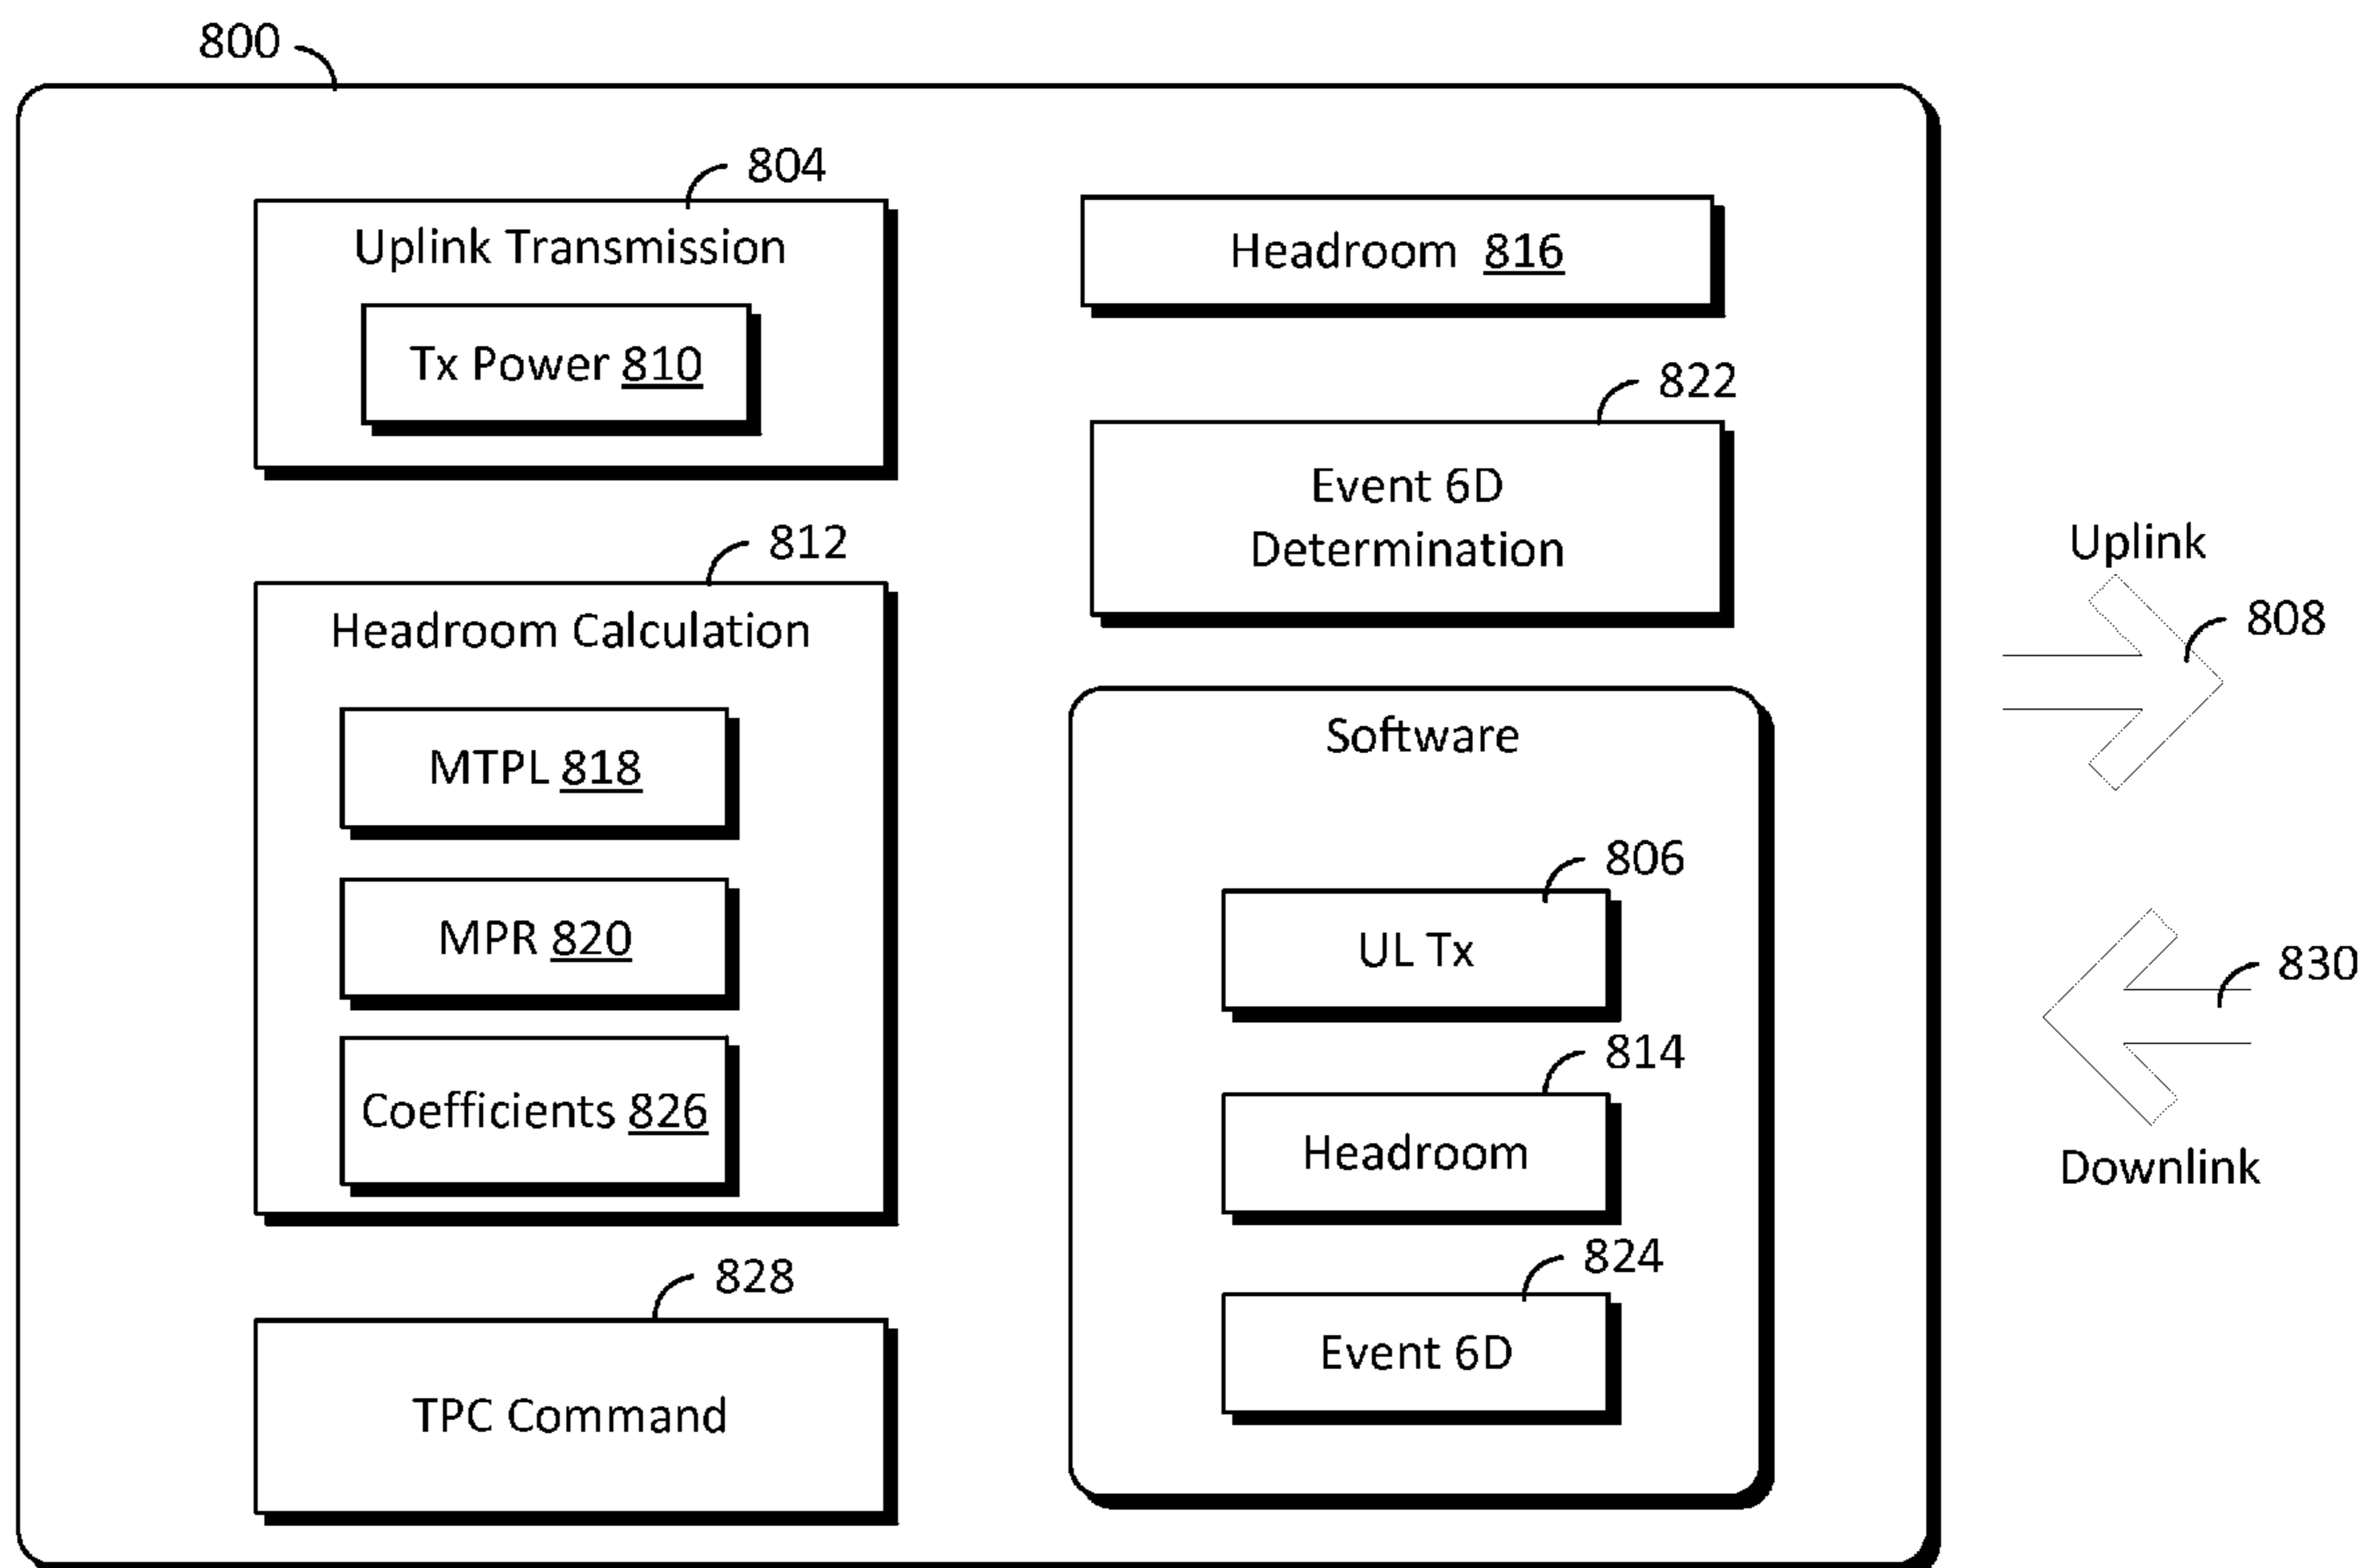 800
804
Uplink Transmission
Tx Power 810
812
Headroom Calculation
MTPL 818
MPR 820
Coefficients 826
828
TPC Command
Headroom 816
822
Event 6D
Determination
Software
806
UL Tx
814
Headroom
824
Event 6D
Uplink
808
830
Downlink